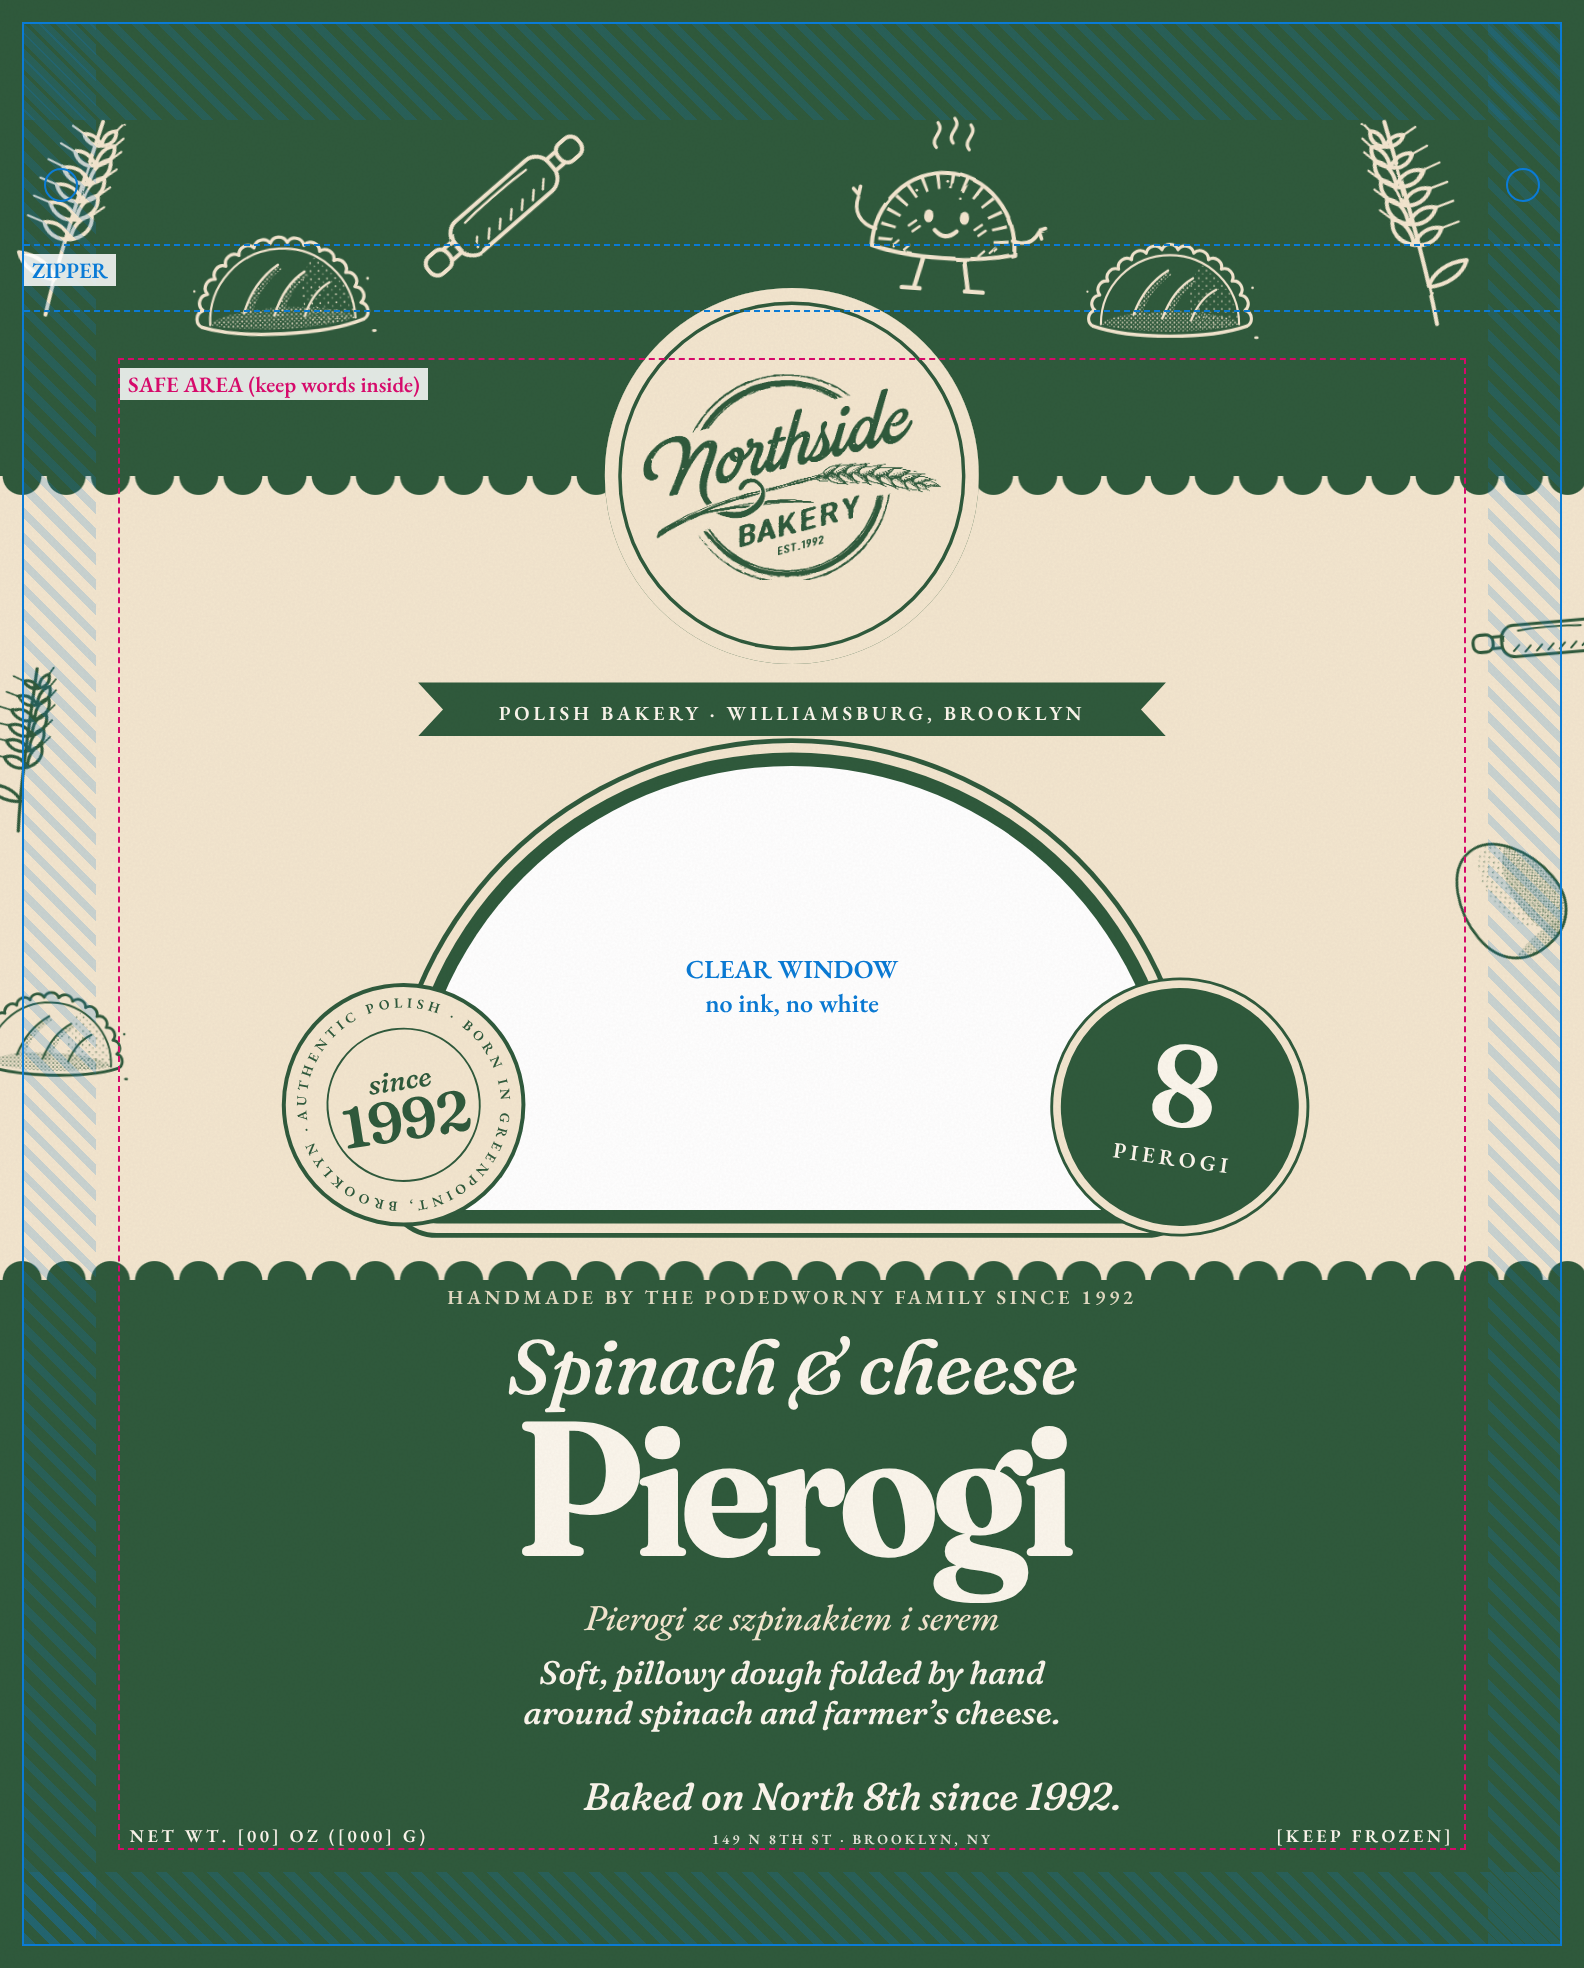 ZIPPER
SAFE AREA (keep words inside)
Northside
BAKERY
EST.1992
POLISH BAKERY · WILLIAMSBURG, BROOKLYN
CLEAR WINDOW
no ink, no white
AUTHENTIC POLISH · BORN IN GREENPOINT, BROOKLYN ·
since
1992
8
PIEROGI
HANDMADE BY THE PODEDWORNY FAMILY SINCE 1992
Spinach & cheese
Pierogi
Pierogi ze szpinakiem i serem
Soft, pillowy dough folded by hand
around spinach and farmer’s cheese.
Baked on North 8th since 1992.
NET WT. [00] OZ ([000] G)
149 N 8TH ST · BROOKLYN, NY
[KEEP FROZEN]